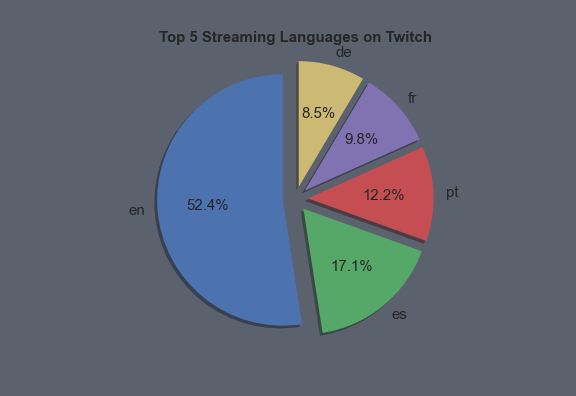 Top 5 Streaming Languages on Twitch
de
8.5%
fr
9.8%
pt
12.2%
en
52.4%
17.1%
es